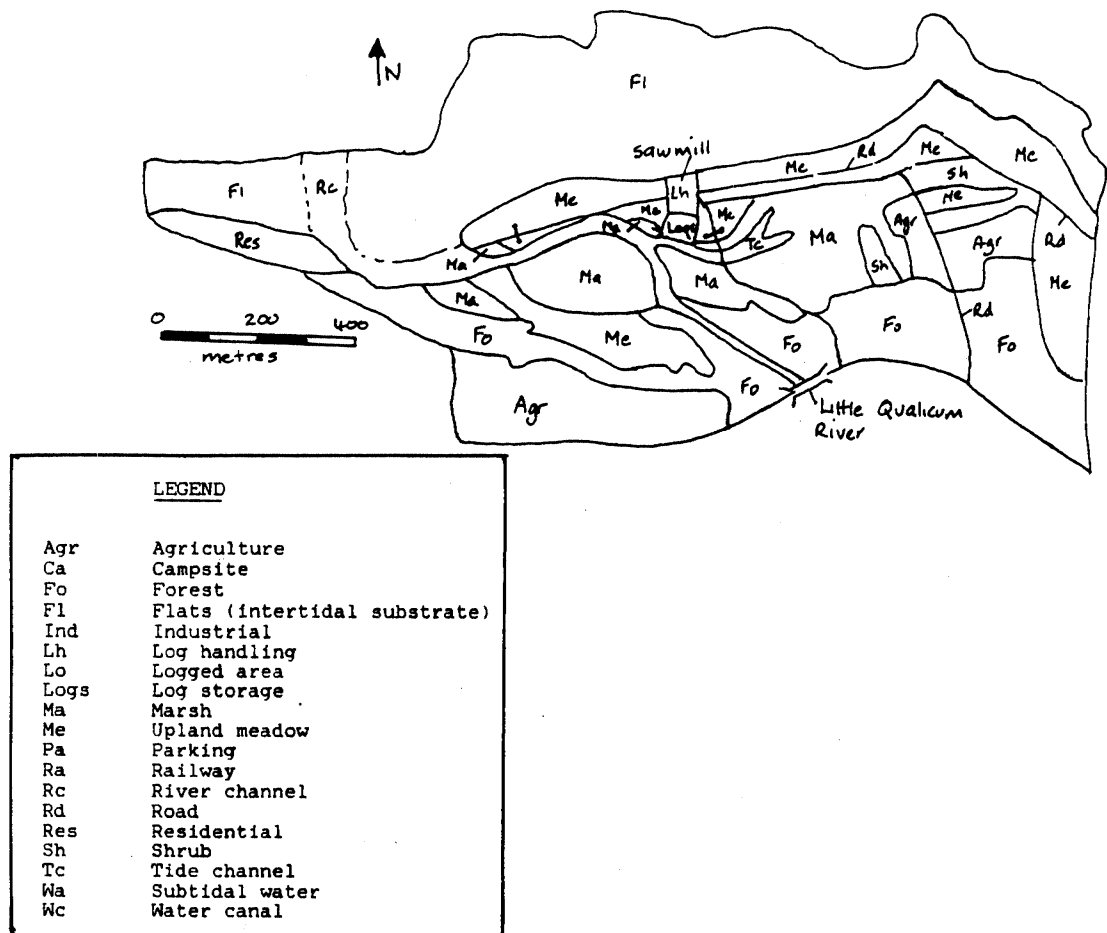 N
Fl
Sawmill
Me
Rd
Me
Me
Fl
Rc
Lh
Sh
Me
Me
Me
Me
Res
Ma
Logs
Tc
Ma
Agr
Agr
Rd
Ma
Ma
Ma
Sh
Me
Ma
0 200 400
metres
Fo
Me
Fo
Fo
Rd
Fo
Agr
Fo
Little Qualicum
River
LEGEND
Agr Agriculture
Ca Campsite
Fo Forest
Fl Flats (intertidal substrate)
Ind Industrial
Lh Log handling
Lo Logged area
Logs Log storage
Ma Marsh
Me Upland meadow
Pa Parking
Ra Railway
Rc River channel
Rd Road
Res Residential
Sh Shrub
Tc Tide channel
Wa Subtidal water
Wc Water canal